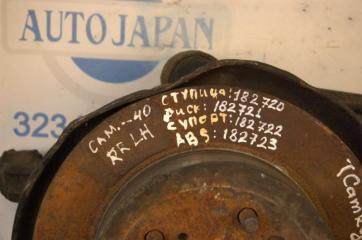 AUTO JAPAN
323
CAM...40
RR LH
СТУПИЦА:182720
ДИСК:182721
СУПОРТ:182722
ABS:182723